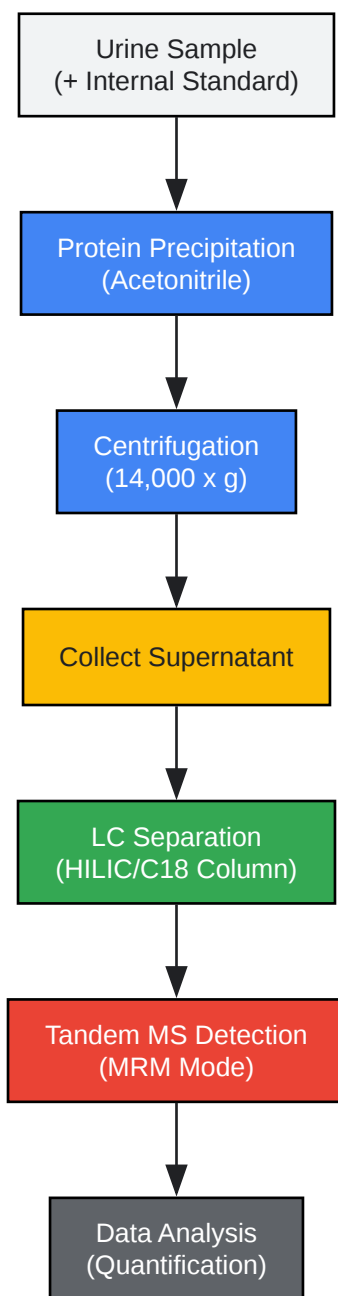 Urine Sample
(+ Internal Standard)
Protein Precipitation
(Acetonitrile)
Centrifugation
(14,000 x g)
Collect Supernatant
LC Separation
(HILIC/C18 Column)
Tandem MS Detection
(MRM Mode)
Data Analysis
(Quantification)